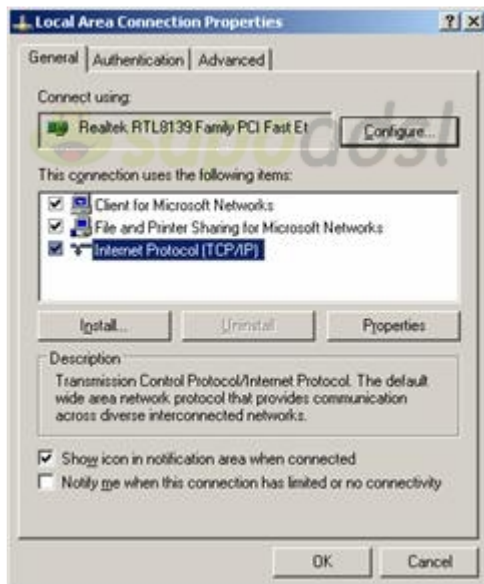 Local Area Connection Properties
General
Authentication
Advanced
Connect using:
Realtek RTL8139 Family PCI Fast Et
Configure...
This connection uses the following items:
Client for Microsoft Networks
File and Printer Sharing for Microsoft Networks
Internet Protocol (TCP/IP)
Install...
Uninstall
Properties
Description
Transmission Control Protocol/Internet Protocol. The default
wide area network protocol that provides communication
across diverse interconnected networks.
Show icon in notification area when connected
Notify me when this connection has limited or no connectivity
OK
Cancel